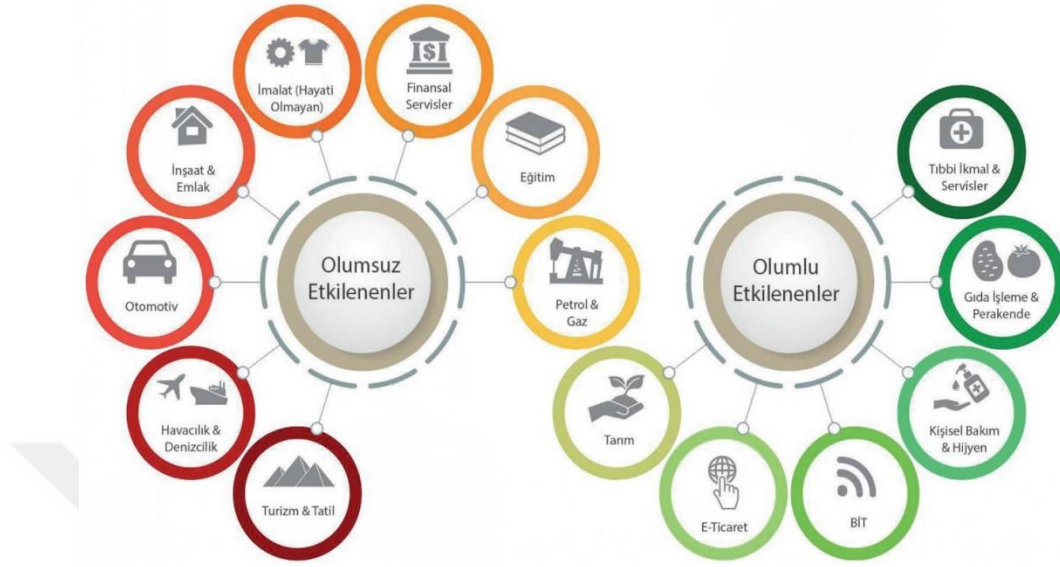 Olumsuz
Etkilenenler
İmalat (Hayati
Olmayan)
Finansal
Servisler
İnşaat &
Emlak
Eğitim
Otomotiv
Petrol &
Gaz
Havacılık &
Denizcilik
Turizm & Tatil
Olumlu
Etkilenenler
Tıbbi İkmal &
Servisler
Gıda İşleme &
Perakende
Kişisel Bakım
& Hijyen
BİT
E-Ticaret
Tarım